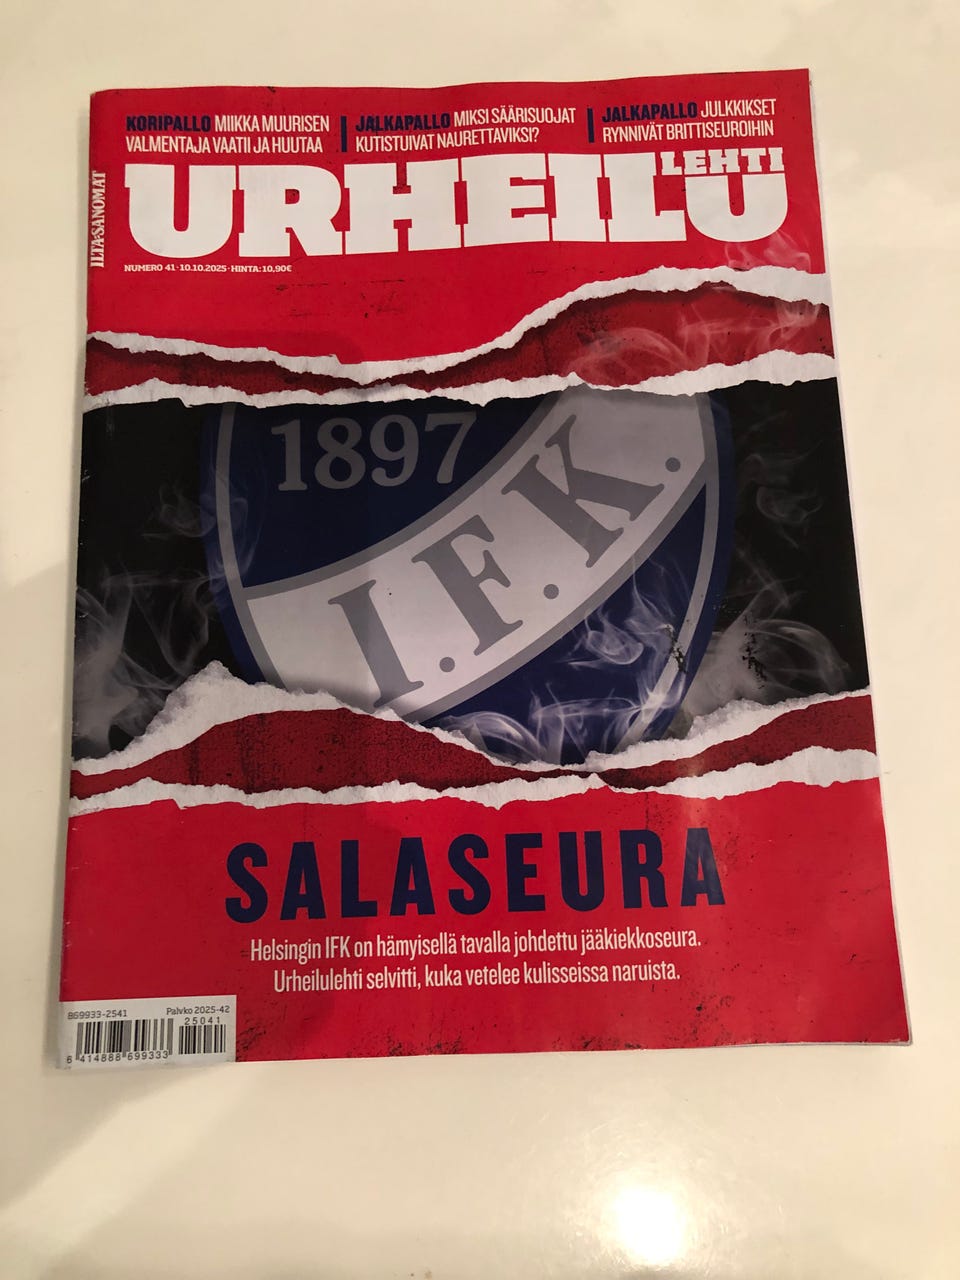 KORIPALLO MIIKKA MUURISEN
VALMENTAJA VAATII JA HUUTAA
JALKAPALLO MIKSI SÄÄRISUOJAT
KUTISTUIVAT NAURETTAVIKSI?
JALKAPALLO JULKKIKSET
RYNNIVÄT BRITTISEUROIHIN
ILTA-SANOMAT
URHEILU
LEHTI
NUMERO 41 · 10.10.2025 · HINTA: 10,90€
1897
I.F.K.
SALASEURA
Helsingin IFK on hämyisellä tavalla johdettu jääkiekkoseura.
Urheilulehti selvitti, kuka vetelee kulisseissa naruista.
869933-2541
Palvko 2025-42
25041
6 414888 699333